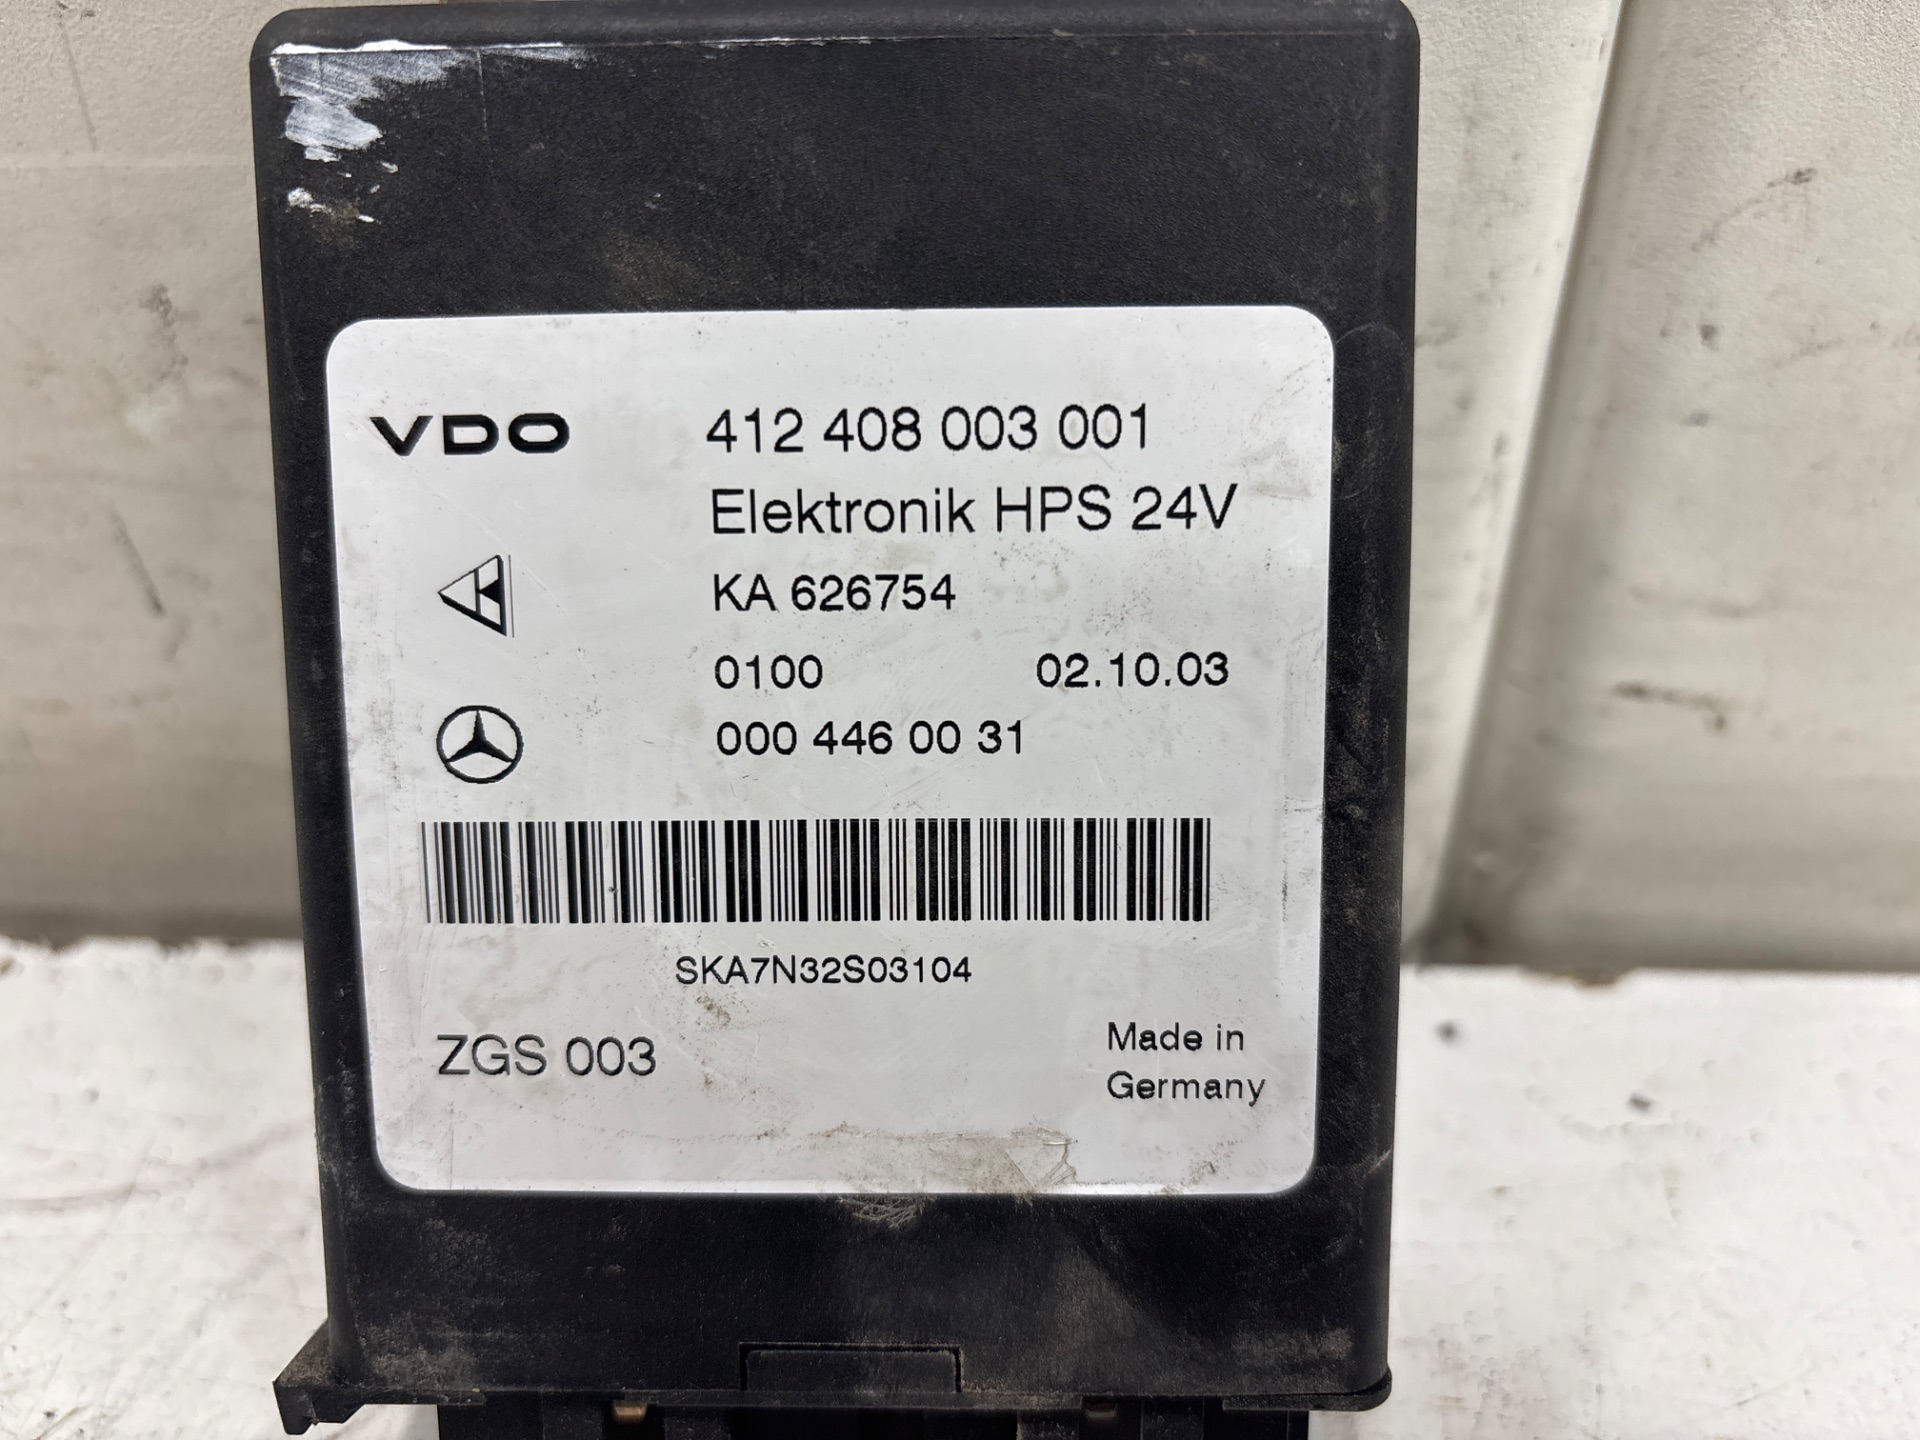 VDO 412 408 003 001
Elektronik HPS 24V
KA 626754
0100 02.10.03
000 446 00 31
SKA7N32S03104
ZGS 003
Made in
Germany